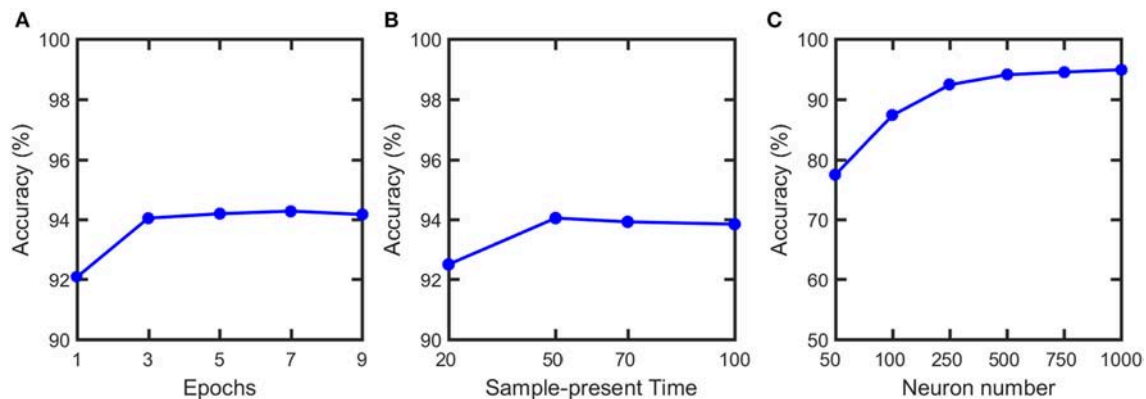 A
Accuracy (%)
100
98
96
94
92
90
1 3 5 7 9
Epochs
B
Accuracy (%)
100
98
96
94
92
90
20 50 70 100
Sample-present Time
C
Accuracy (%)
100
90
80
70
60
50
50 100 250 500 750 1000
Neuron number